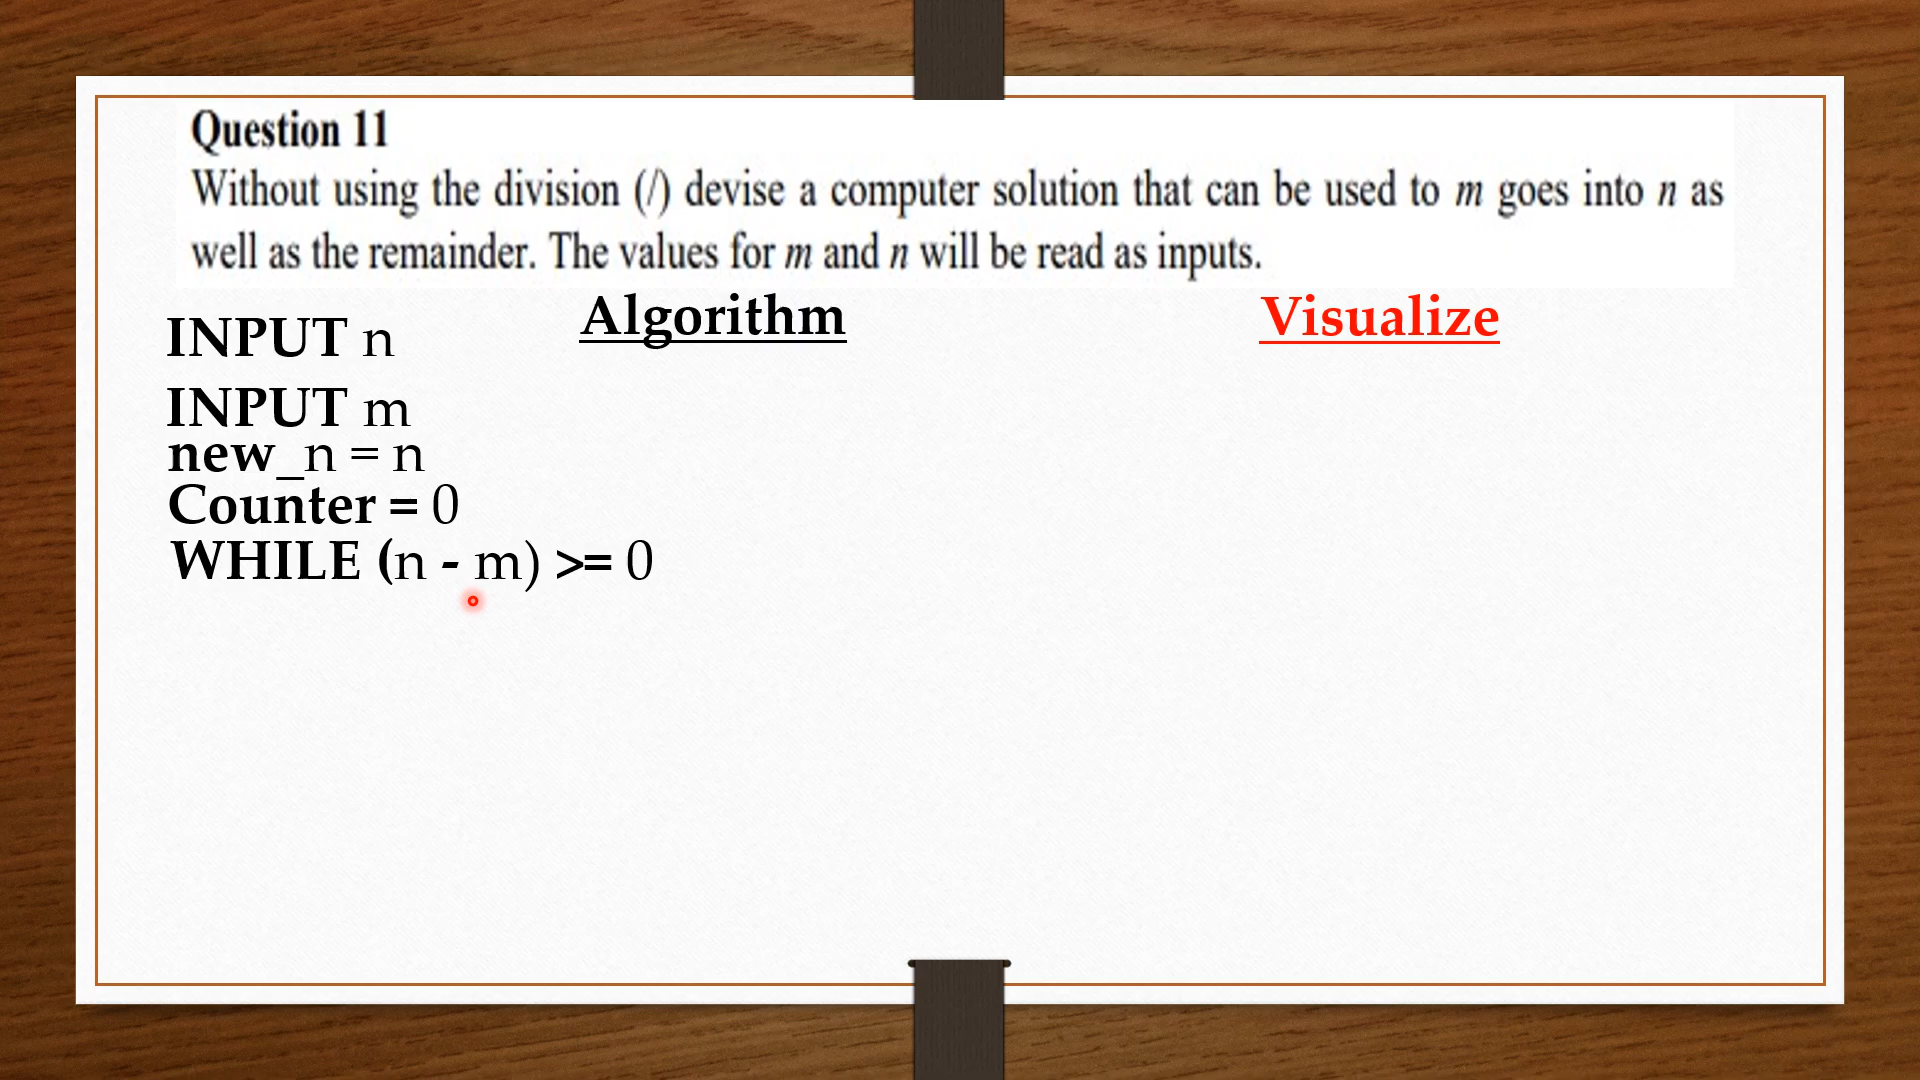 Question 11
Without using the division (/) devise a computer solution that can be used to m goes into n as
well as the remainder. The values for m and n will be read as inputs.
Algorithm
Visualize
INPUT n
INPUT m
new_n = n
Counter = 0
WHILE (n - m) >= 0